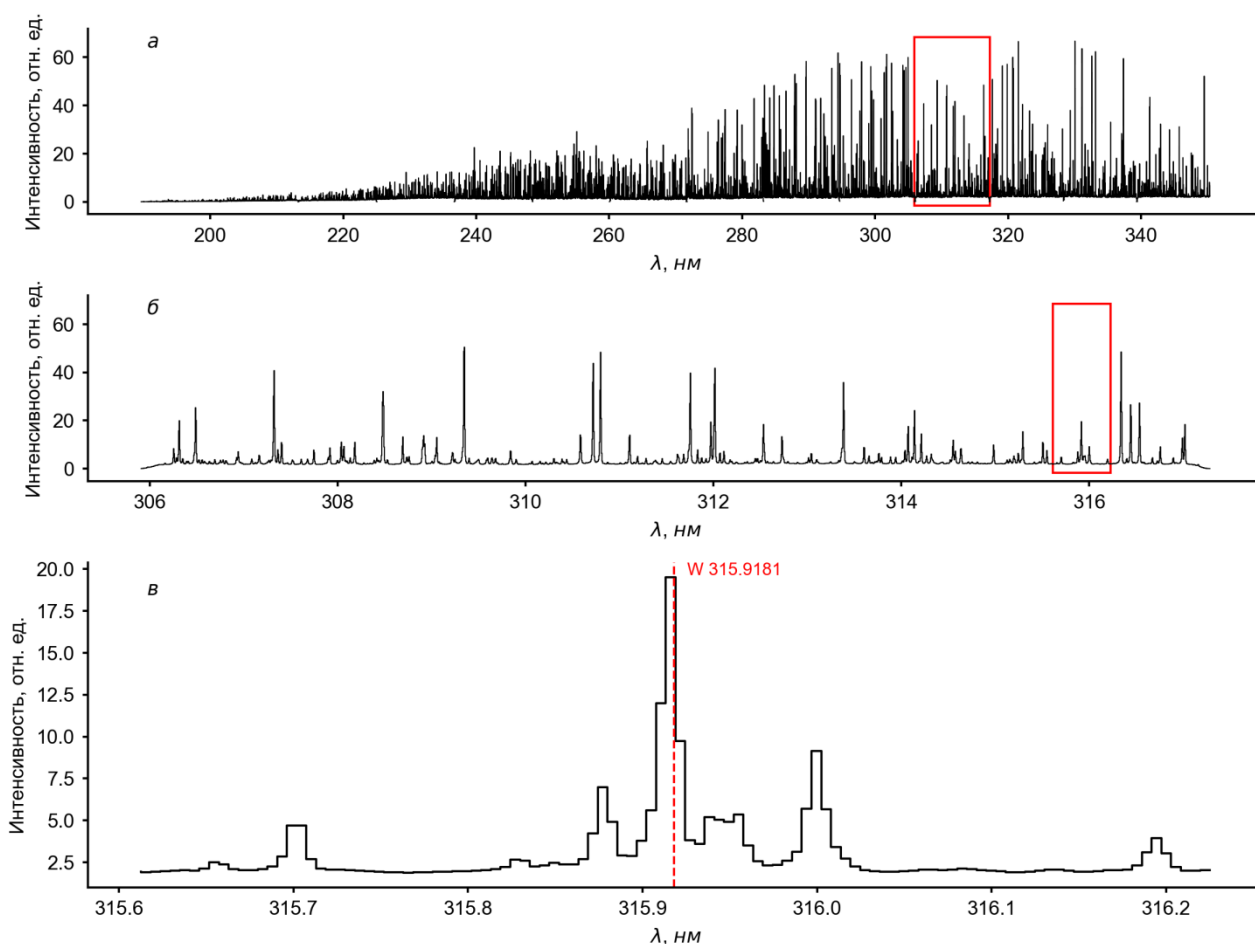 а
Интенсивность, отн. ед.
60
40
20
0
200 220 240 260 280 300 320 340
λ, нм
б
Интенсивность, отн. ед.
60
40
20
0
306 308 310 312 314 316
λ, нм
в
W 315.9181
Интенсивность, отн. ед.
20.0
17.5
15.0
12.5
10.0
7.5
5.0
2.5
315.6 315.7 315.8 315.9 316.0 316.1 316.2
λ, нм